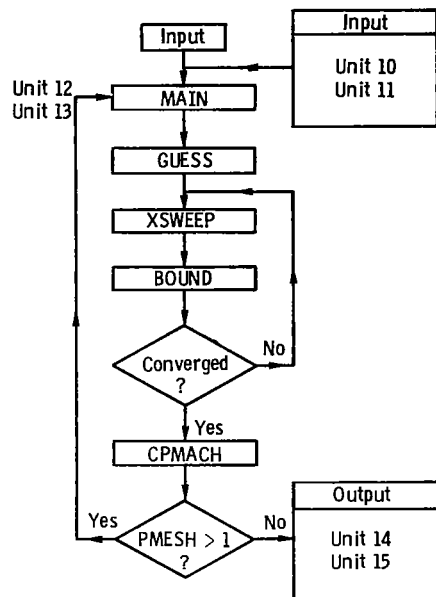 Input
Input
Unit 10
Unit 11
Unit 12
Unit 13
MAIN
GUESS
XSWEEP
BOUND
Converged
?
No
Yes
CPMACH
Yes
PMESH > 1
?
No
Output
Unit 14
Unit 15